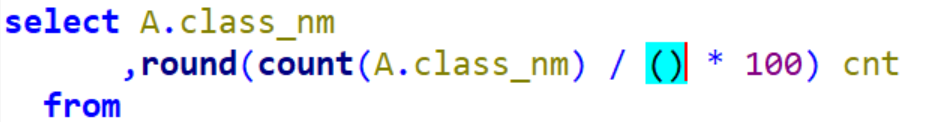 select A.class_nm
,round(count(A.class_nm) / () * 100) cnt
from